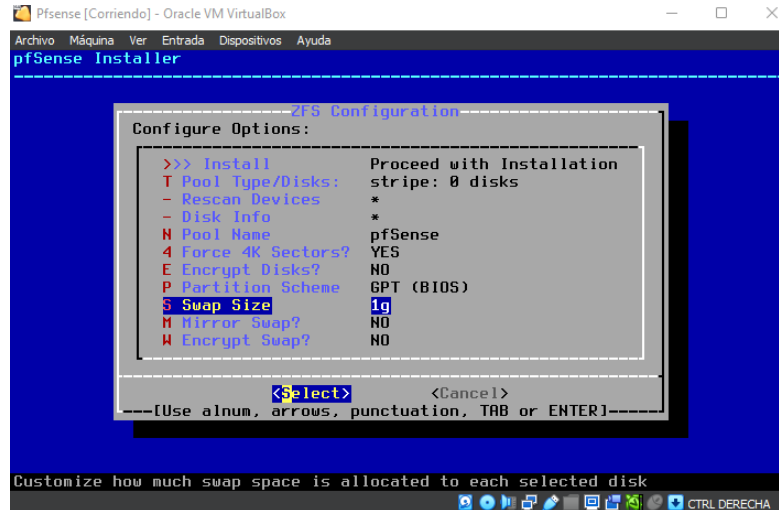 Pfsense [Corriendo] - Oracle VM VirtualBox
Archivo Máquina Ver Entrada Dispositivos Ayuda
pfSense Installer
ZFS Configuration
Configure Options:
>>> Install Proceed with Installation
T Pool Type/Disks: stripe: 0 disks
- Rescan Devices *
- Disk Info *
N Pool Name pfSense
4 Force 4K Sectors? YES
E Encrypt Disks? NO
P Partition Scheme GPT (BIOS)
S Swap Size 1g
M Mirror Swap? NO
W Encrypt Swap? NO
<Select> <Cancel>
[Use alnum, arrows, punctuation, TAB or ENTER]
Customize how much swap space is allocated to each selected disk
CTRL DERECHA